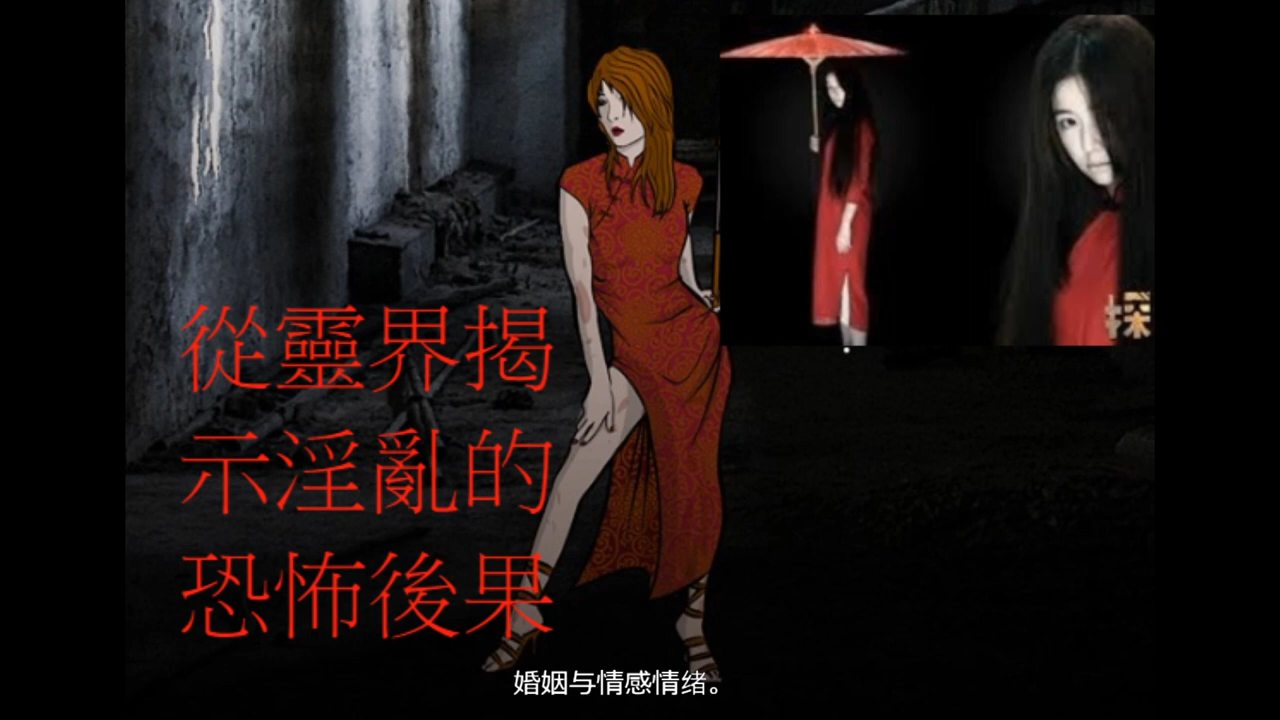 從靈界揭
示淫亂的
恐怖後果
探
婚姻与情感情绪。